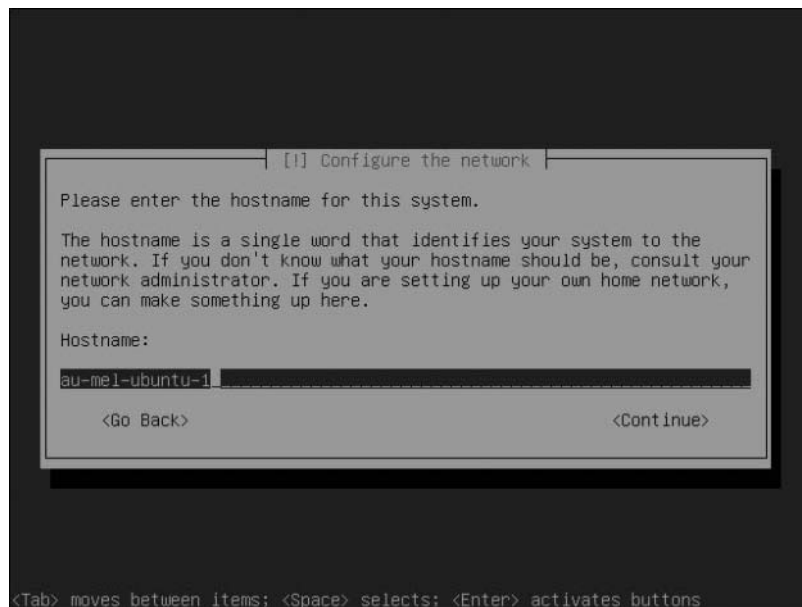 [!] Configure the network
Please enter the hostname for this system.
The hostname is a single word that identifies your system to the
network. If you don't know what your hostname should be, consult your
network administrator. If you are setting up your own home network,
you can make something up here.
Hostname:
au-mel-ubuntu-1
<Go Back> <Continue>
<Tab> moves between items; <Space> selects; <Enter> activates buttons